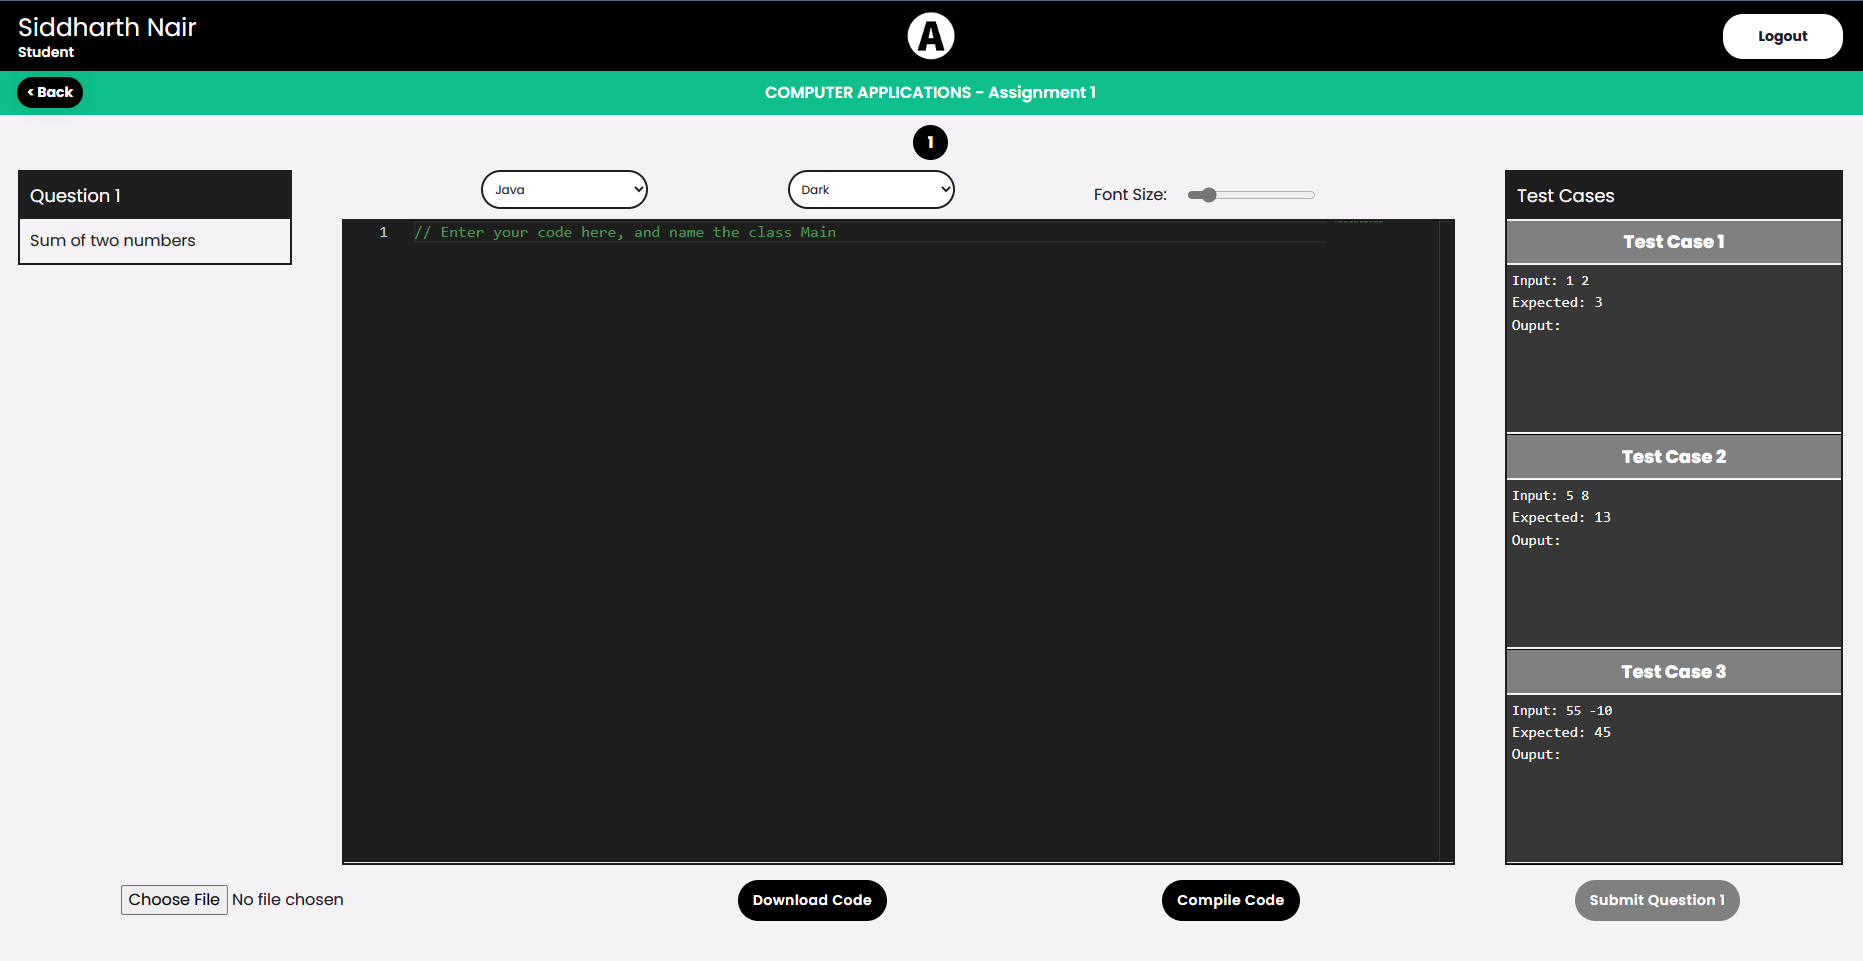 Siddharth Nair
Student
A
Logout
< Back
COMPUTER APPLICATIONS - Assignment 1
1
Question 1
Sum of two numbers
Java
Dark
Font Size:
1 // Enter your code here, and name the class Main
Test Cases
Test Case 1
Input: 1 2
Expected: 3
Ouput:
Test Case 2
Input: 5 8
Expected: 13
Ouput:
Test Case 3
Input: 55 -10
Expected: 45
Ouput:
Choose File No file chosen
Download Code
Compile Code
Submit Question 1